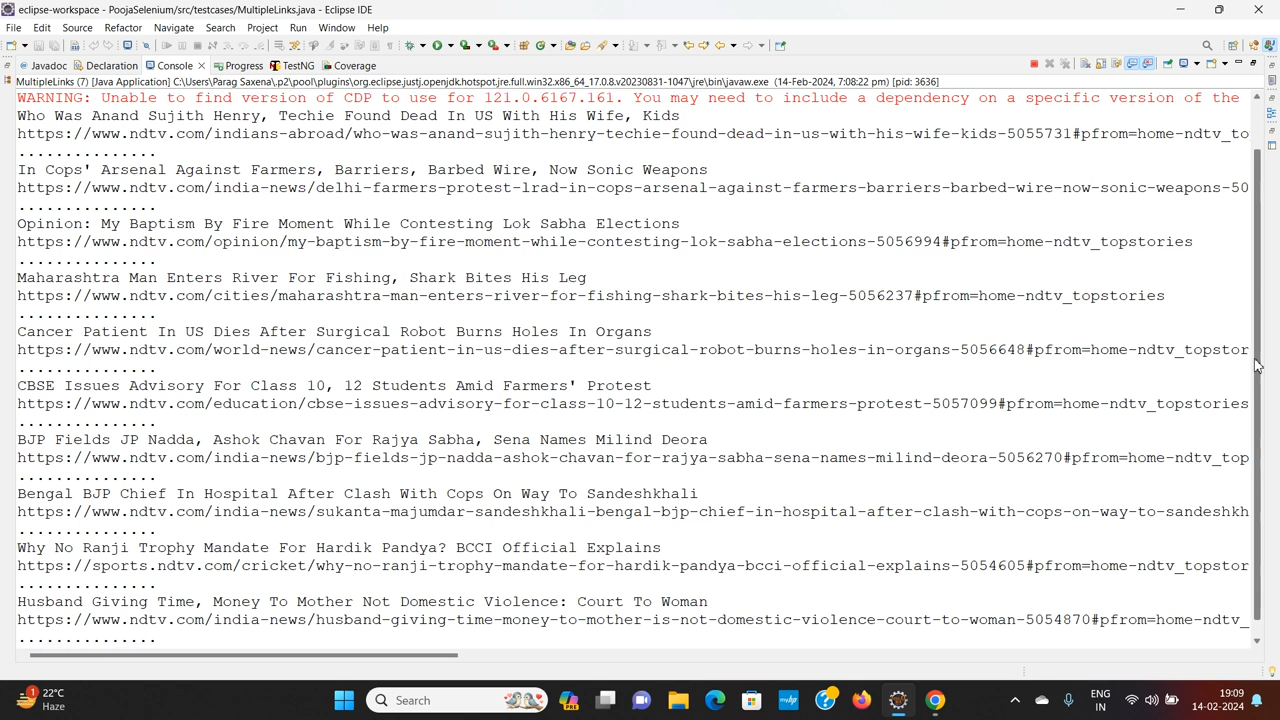 eclipse-workspace - PoojaSelenium/src/testcases/MultipleLinks.java - Eclipse IDE
File Edit Source Refactor Navigate Search Project Run Window Help
Javadoc Declaration Console Progress TestNG Coverage
MultipleLinks (7) [Java Application] C:\Users\Parag Saxena\.p2\pool\plugins\org.eclipse.justj.openjdk.hotspot.jre.full.win32.x86_64_17.0.8.v20230831-1047\jre\bin\javaw.exe (14-Feb-2024, 7:08:22 pm) [pid: 3636]
WARNING: Unable to find version of CDP to use for 121.0.6167.161. You may need to include a dependency on a specific version of the
Who Was Anand Sujith Henry, Techie Found Dead In US With His Wife, Kids
https://www.ndtv.com/indians-abroad/who-was-anand-sujith-henry-techie-found-dead-in-us-with-his-wife-kids-5055731#pfrom=home-ndtv_to
...............
In Cops' Arsenal Against Farmers, Barriers, Barbed Wire, Now Sonic Weapons
https://www.ndtv.com/india-news/delhi-farmers-protest-lrad-in-cops-arsenal-against-farmers-barriers-barbed-wire-now-sonic-weapons-50
...............
Opinion: My Baptism By Fire Moment While Contesting Lok Sabha Elections
https://www.ndtv.com/opinion/my-baptism-by-fire-moment-while-contesting-lok-sabha-elections-5056994#pfrom=home-ndtv_topstories
...............
Maharashtra Man Enters River For Fishing, Shark Bites His Leg
https://www.ndtv.com/cities/maharashtra-man-enters-river-for-fishing-shark-bites-his-leg-5056237#pfrom=home-ndtv_topstories
...............
Cancer Patient In US Dies After Surgical Robot Burns Holes In Organs
https://www.ndtv.com/world-news/cancer-patient-in-us-dies-after-surgical-robot-burns-holes-in-organs-5056648#pfrom=home-ndtv_topstor
...............
CBSE Issues Advisory For Class 10, 12 Students Amid Farmers' Protest
https://www.ndtv.com/education/cbse-issues-advisory-for-class-10-12-students-amid-farmers-protest-5057099#pfrom=home-ndtv_topstories
...............
BJP Fields JP Nadda, Ashok Chavan For Rajya Sabha, Sena Names Milind Deora
https://www.ndtv.com/india-news/bjp-fields-jp-nadda-ashok-chavan-for-rajya-sabha-sena-names-milind-deora-5056270#pfrom=home-ndtv_top
...............
Bengal BJP Chief In Hospital After Clash With Cops On Way To Sandeshkhali
https://www.ndtv.com/india-news/sukanta-majumdar-sandeshkhali-bengal-bjp-chief-in-hospital-after-clash-with-cops-on-way-to-sandeshkh
...............
Why No Ranji Trophy Mandate For Hardik Pandya? BCCI Official Explains
https://sports.ndtv.com/cricket/why-no-ranji-trophy-mandate-for-hardik-pandya-bcci-official-explains-5054605#pfrom=home-ndtv_topstor
...............
Husband Giving Time, Money To Mother Not Domestic Violence: Court To Woman
https://www.ndtv.com/india-news/husband-giving-time-money-to-mother-is-not-domestic-violence-court-to-woman-5054870#pfrom=home-ndtv_
...............
1
22°C
Haze
Search
PRE
hp
ENG
IN
19:09
14-02-2024